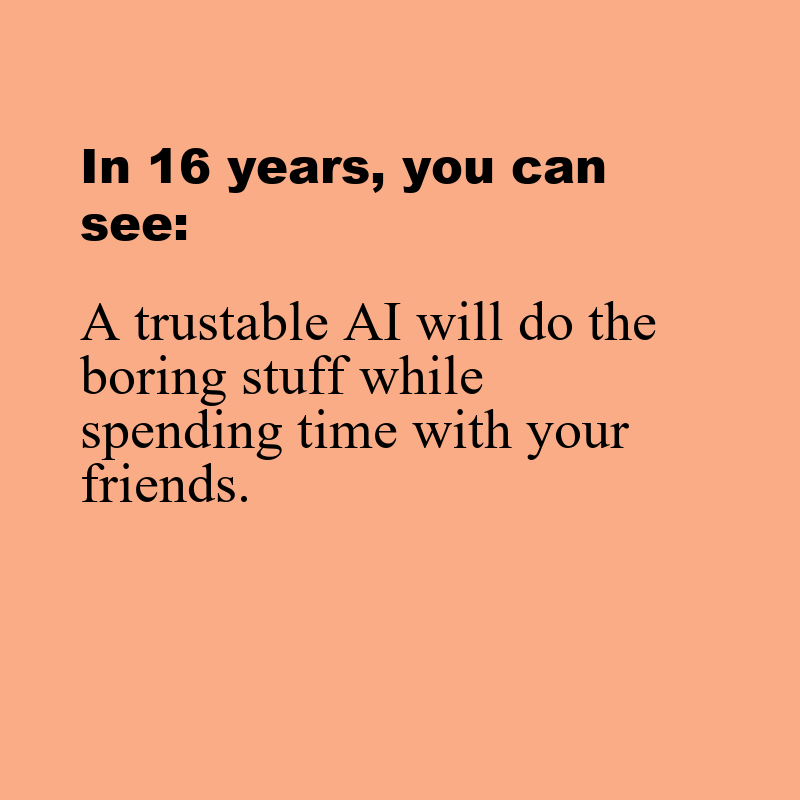 In 16 years, you can
see:
A trustable AI will do the
boring stuff while
spending time with your
friends.